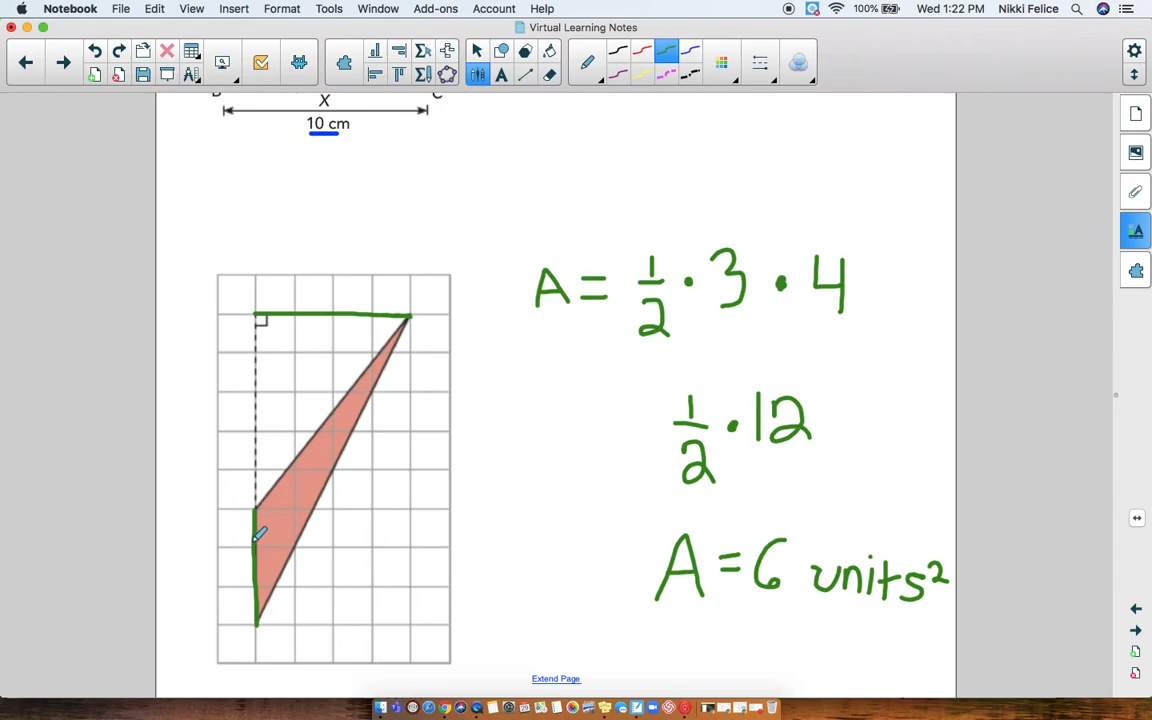 Notebook File Edit View Insert Format Tools Window Add-ons Account Help 100% Wed 1:22 PM Nikki Felice
Virtual Learning Notes
A
A
B X C
10 cm
A = 1/2 · 3 · 4
1/2 · 12
A = 6 units²
Extend Page